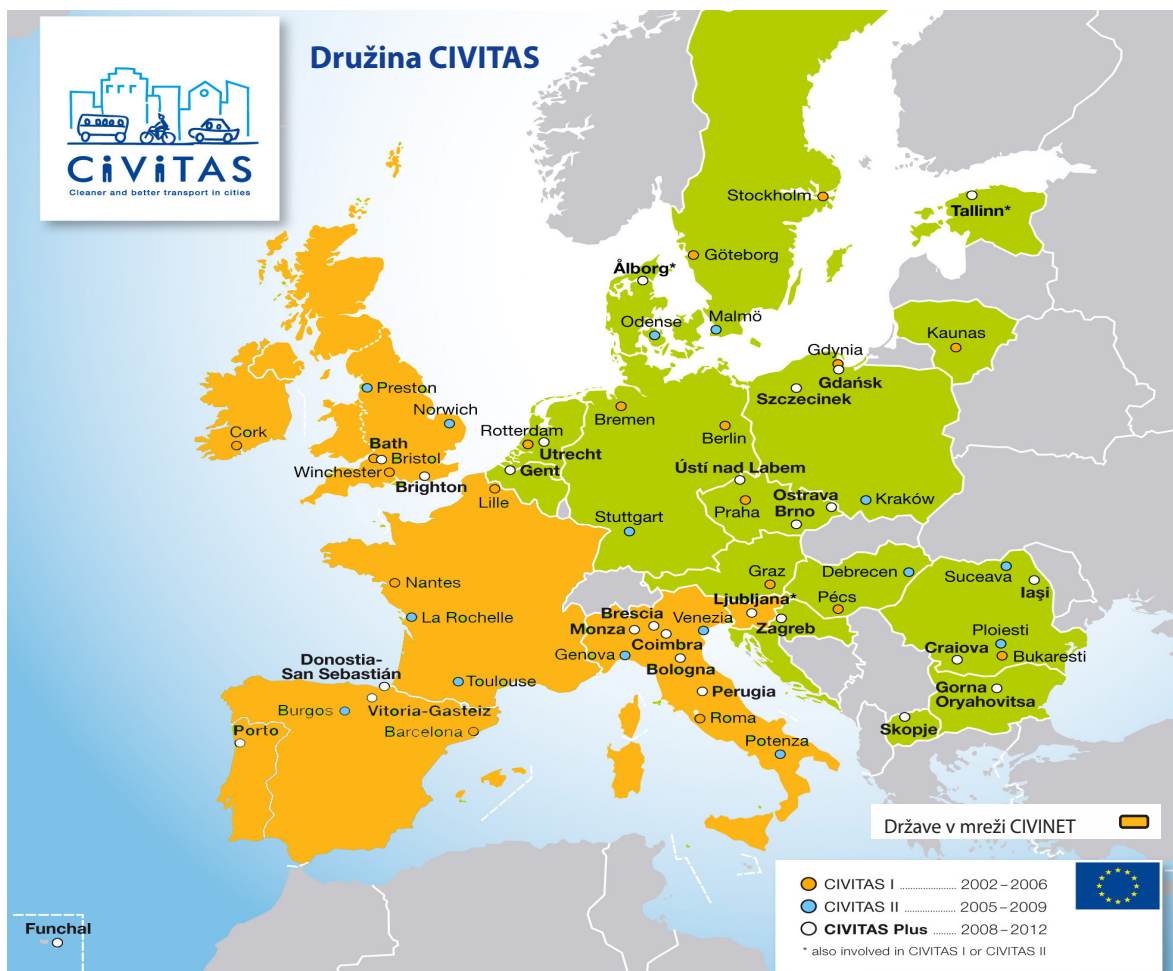 Družina CIVITAS
CiViTAS
Cleaner and better transport in cities
Stockholm
Tallinn*
Göteborg
Ålborg*
Odense
Malmö
Kaunas
Gdynia
Gdańsk
Szczecinek
Preston
Norwich
Bremen
Berlin
Rotterdam
Utrecht
Cork
Bath
Bristol
Winchester
Brighton
Gent
Lille
Ústí nad Labem
Praha
Ostrava
Brno
Kraków
Stuttgart
Nantes
Graz
Debrecen
Suceava
Iaşi
Pécs
Ljubljana*
Zagreb
La Rochelle
Brescia
Monza
Venezia
Coimbra
Genova
Bologna
Ploiesti
Craiova
Bukaresti
Donostia-
San Sebastián
Toulouse
Perugia
Gorna
Oryahovitsa
Burgos
Vitoria-Gasteiz
Barcelona
Roma
Skopje
Porto
Potenza
Države v mreži CIVINET
CIVITAS I ..................... 2002–2006
CIVITAS II .................... 2005–2009
CIVITAS Plus ....... 2008–2012
* also involved in CIVITAS I or CIVITAS II
Funchal